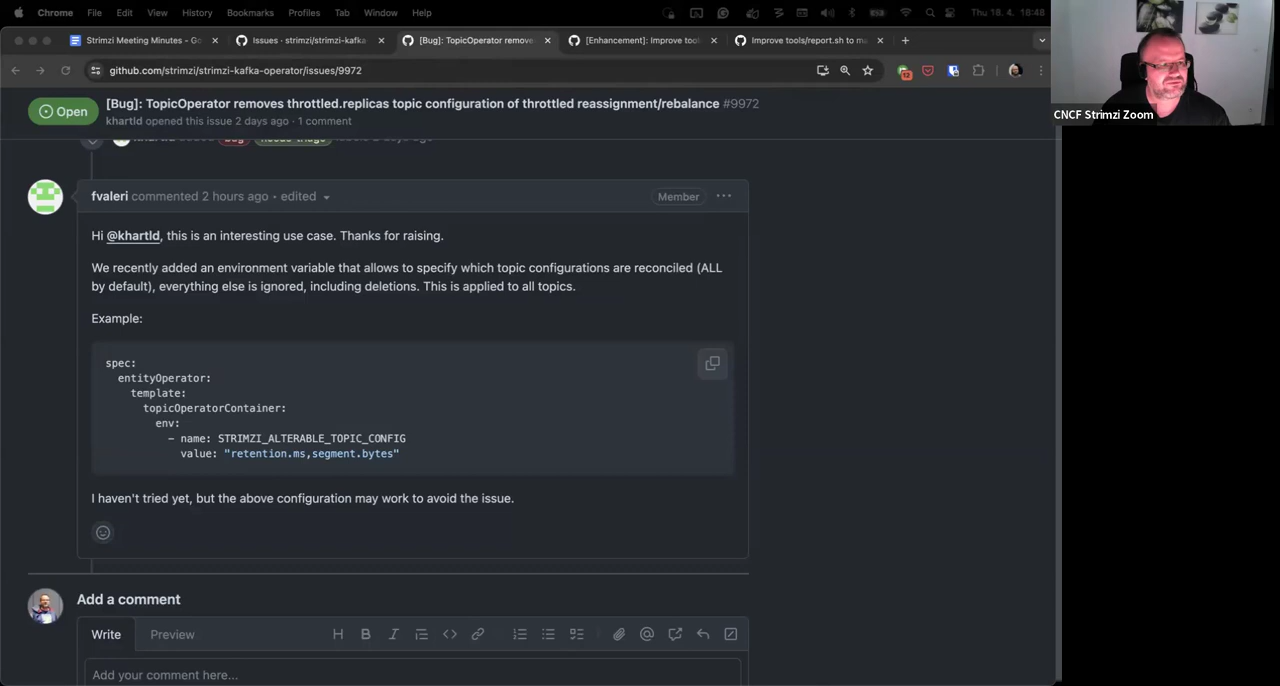 Chrome File Edit View History Bookmarks Profiles Tab Window Help Thu 18. 4. 18:48
Strimzi Meeting Minutes - Go Issues · strimzi/strimzi-kafka [Bug]: TopicOperator remove [Enhancement]: Improve tool Improve tools/report.sh to ma
github.com/strimzi/strimzi-kafka-operator/issues/9972
12
Open
[Bug]: TopicOperator removes throttled.replicas topic configuration of throttled reassignment/rebalance #9972
khartld opened this issue 2 days ago · 1 comment
CNCF Strimzi Zoom
fvaleri commented 2 hours ago · edited Member
Hi @khartld, this is an interesting use case. Thanks for raising.
We recently added an environment variable that allows to specify which topic configurations are reconciled (ALL
by default), everything else is ignored, including deletions. This is applied to all topics.
Example:
spec:
entityOperator:
template:
topicOperatorContainer:
env:
- name: STRIMZI_ALTERABLE_TOPIC_CONFIG
value: "retention.ms,segment.bytes"
I haven't tried yet, but the above configuration may work to avoid the issue.
Add a comment
Write Preview
Add your comment here...